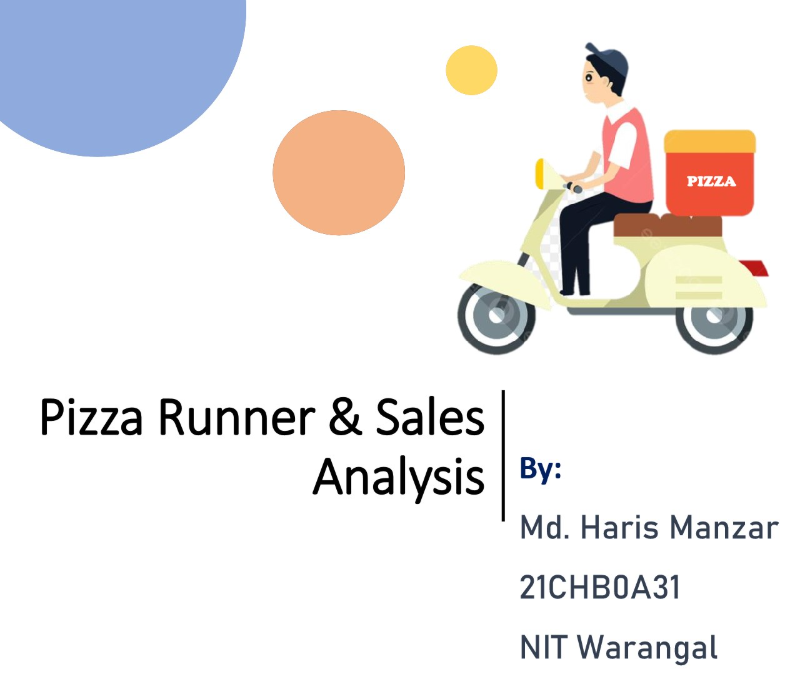 PIZZA
Pizza Runner & Sales
Analysis
By:
Md. Haris Manzar
21CHB0A31
NIT Warangal